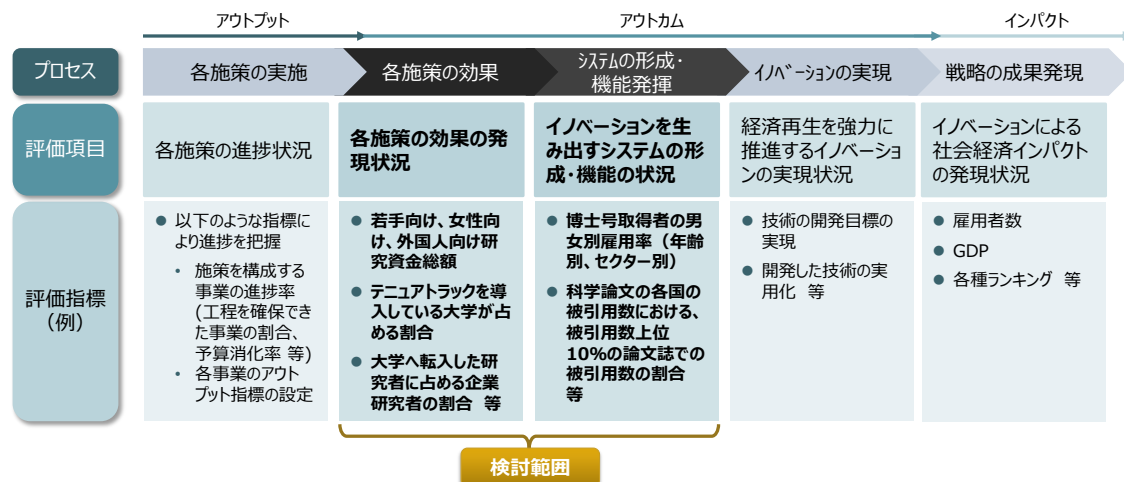 アウトプット
アウトカム
インパクト
プロセス
各施策の実施
各施策の効果
システムの形成・
機能発揮
イノベーションの実現
戦略の成果発現
評価項目
各施策の進捗状況
各施策の効果の発
現状況
イノベーションを生
み出すシステムの形
成・機能の状況
経済再生を強力に
推進するイノベーショ
ンの実現状況
イノベーションによる
社会経済インパクト
の発現状況
評価指標
（例）
● 以下のような指標に
より進捗を把握
• 施策を構成する
事業の進捗率
(工程を確保でき
た事業の割合、
予算消化率 等)
• 各事業のアウト
プット指標の設定
● 若手向け、女性向
け、外国人向け研
究資金総額
● テニュアトラックを導
入している大学が占
める割合
● 大学へ転入した研
究者に占める企業
研究者の割合 等
● 博士号取得者の男
女別雇用率（年齢
別、セクター別）
● 科学論文の各国の
被引用数における、
被引用数上位
10%の論文誌での
被引用数の割合
等
● 技術の開発目標の
実現
● 開発した技術の実
用化 等
● 雇用者数
● GDP
● 各種ランキング 等
検討範囲